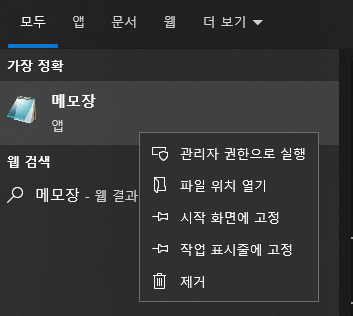 모두 앱 문서 웹 더 보기
가장 정확
메모장
앱
관리자 권한으로 실행
웹 검색
파일 위치 열기
메모장 - 웹 결과
시작 화면에 고정
작업 표시줄에 고정
제거